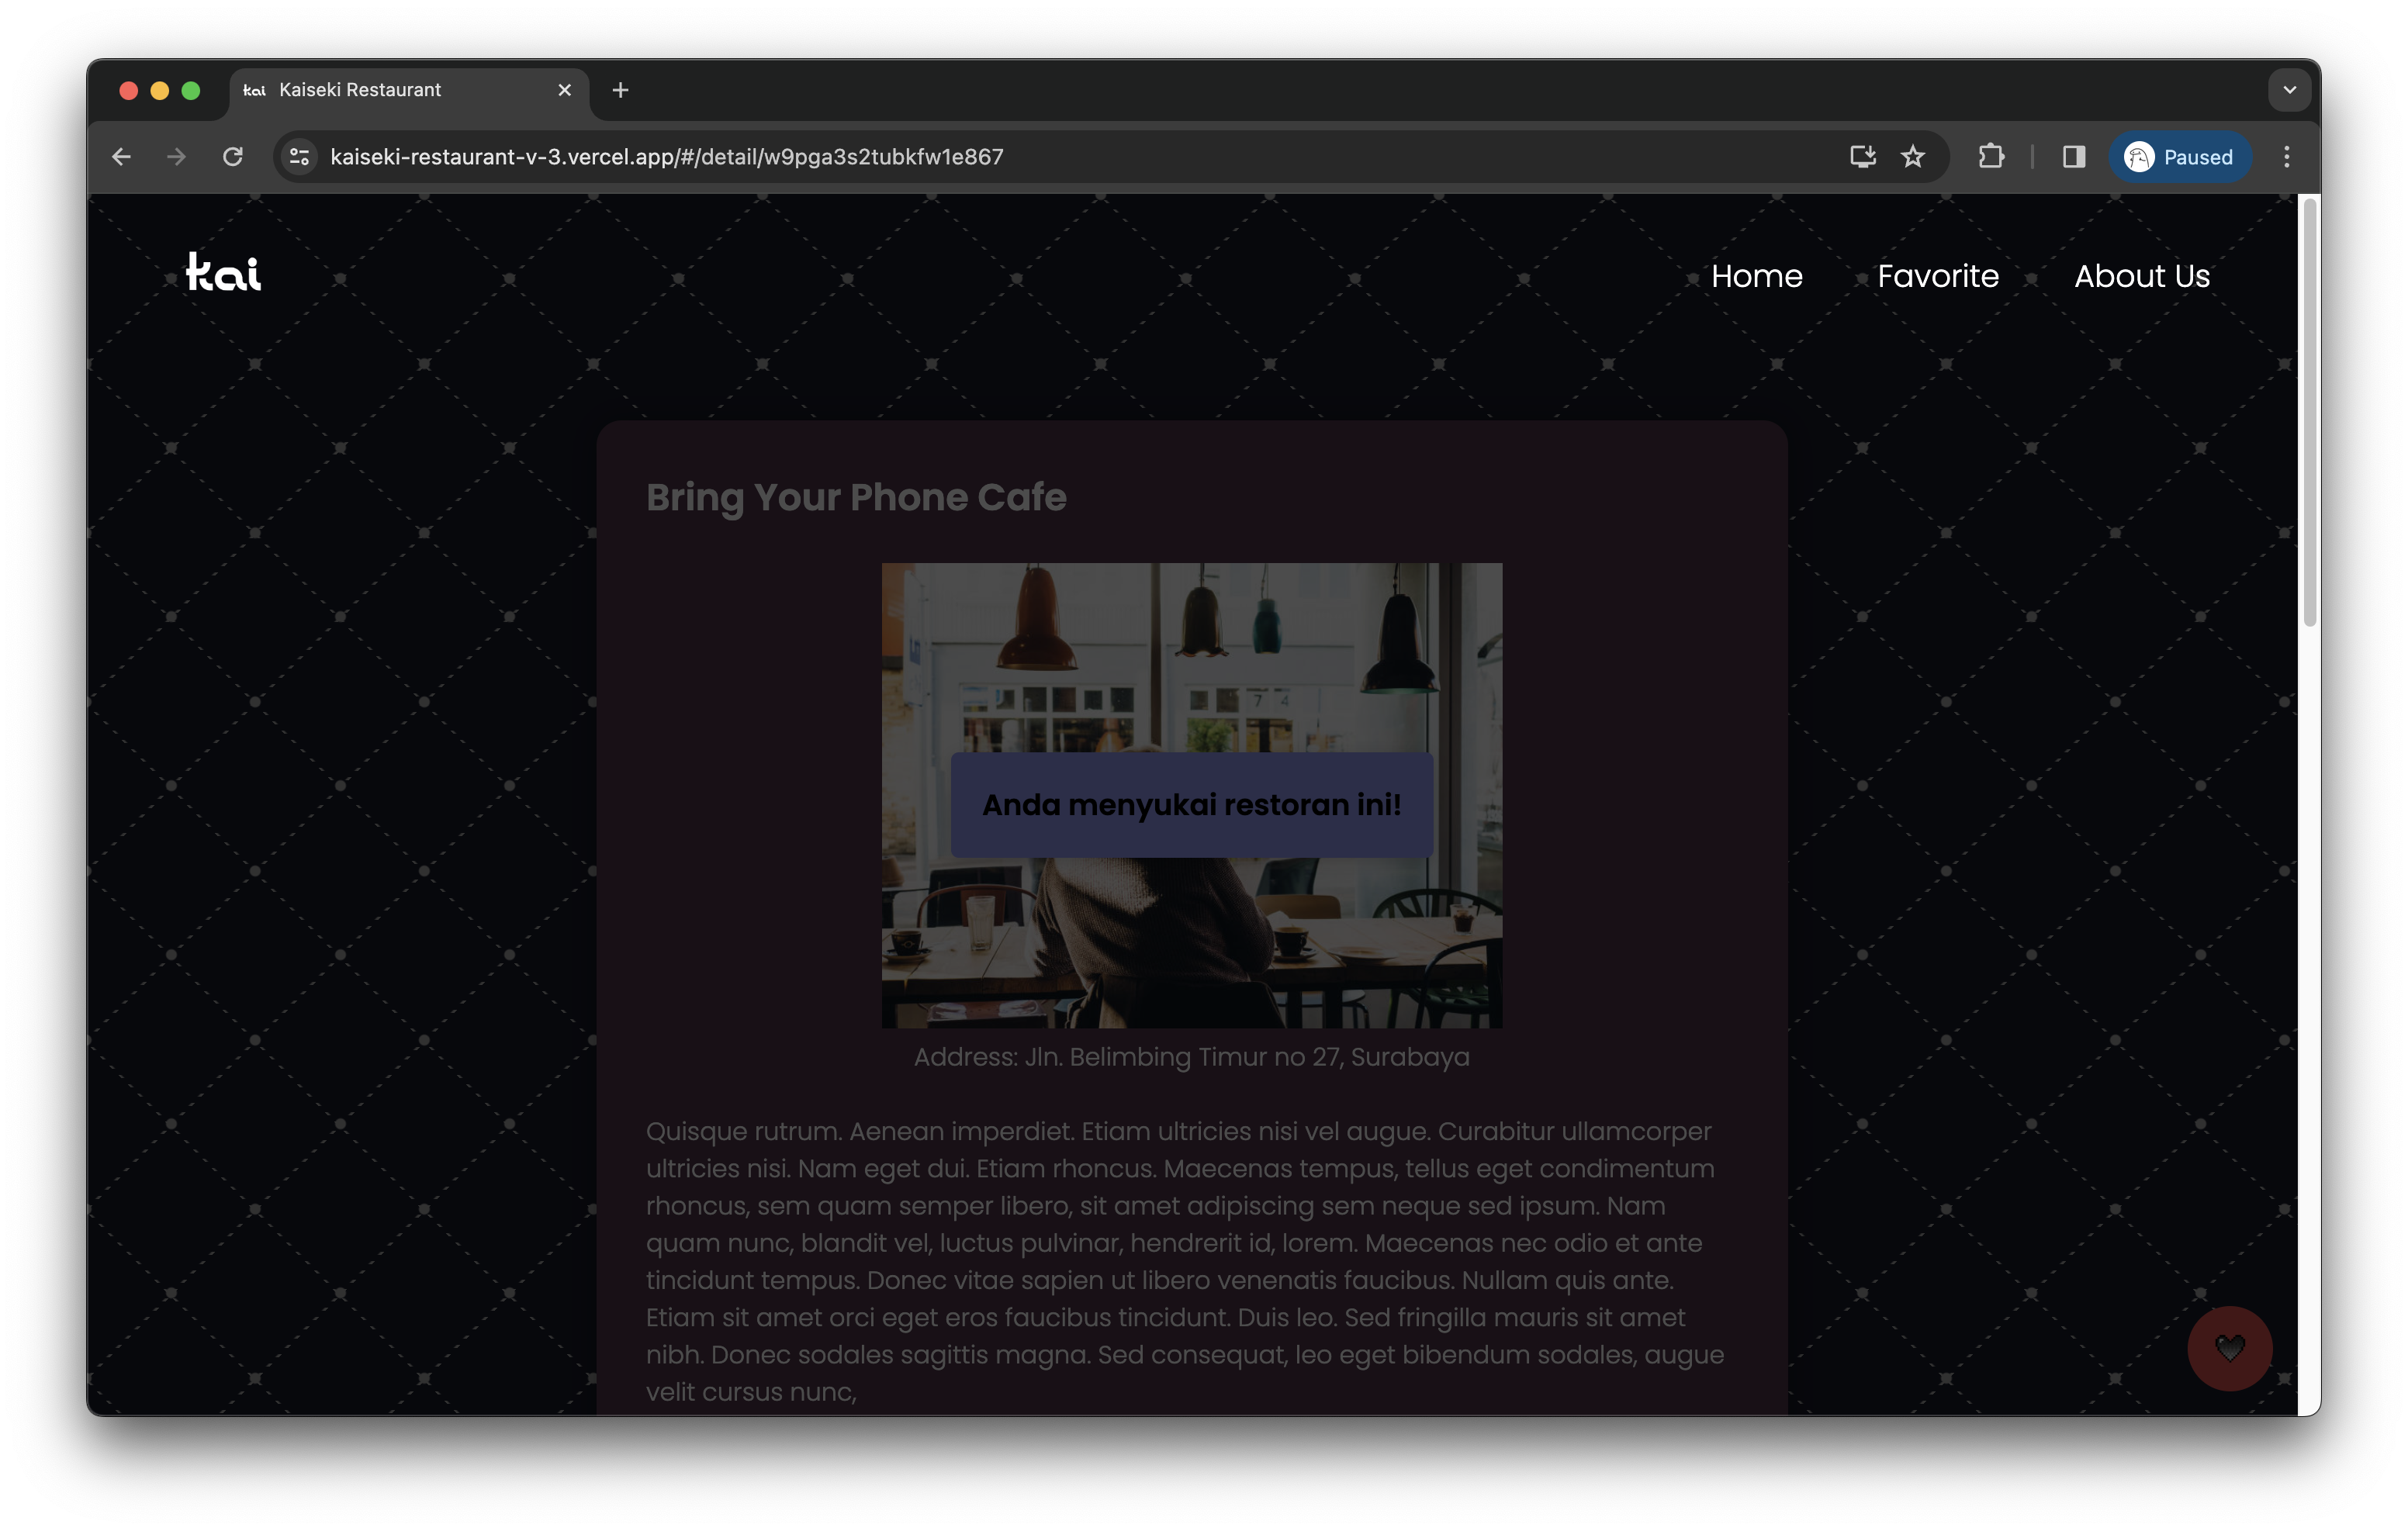 kai Kaiseki Restaurant
kaiseki-restaurant-v-3.vercel.app/#/detail/w9pga3s2tubkfw1e867
Paused
kai
Home Favorite About Us
Bring Your Phone Cafe
7 4
Anda menyukai restoran ini!
Address: Jln. Belimbing Timur no 27, Surabaya
Quisque rutrum. Aenean imperdiet. Etiam ultricies nisi vel augue. Curabitur ullamcorper
ultricies nisi. Nam eget dui. Etiam rhoncus. Maecenas tempus, tellus eget condimentum
rhoncus, sem quam semper libero, sit amet adipiscing sem neque sed ipsum. Nam
quam nunc, blandit vel, luctus pulvinar, hendrerit id, lorem. Maecenas nec odio et ante
tincidunt tempus. Donec vitae sapien ut libero venenatis faucibus. Nullam quis ante.
Etiam sit amet orci eget eros faucibus tincidunt. Duis leo. Sed fringilla mauris sit amet
nibh. Donec sodales sagittis magna. Sed consequat, leo eget bibendum sodales, augue
velit cursus nunc,